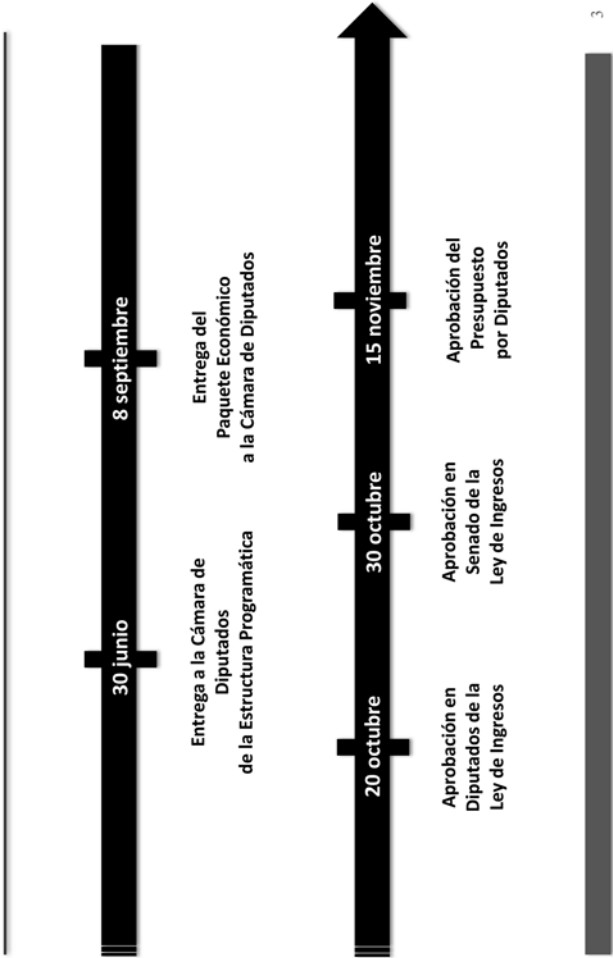 30 junio
8 septiembre
Entrega a la Cámara de
Diputados
de la Estructura Programática
Entrega del
Paquete Económico
a la Cámara de Diputados
20 octubre
30 octubre
15 noviembre
Aprobación en
Diputados de la
Ley de Ingresos
Aprobación en
Senado de la
Ley de Ingresos
Aprobación del
Presupuesto
por Diputados
3